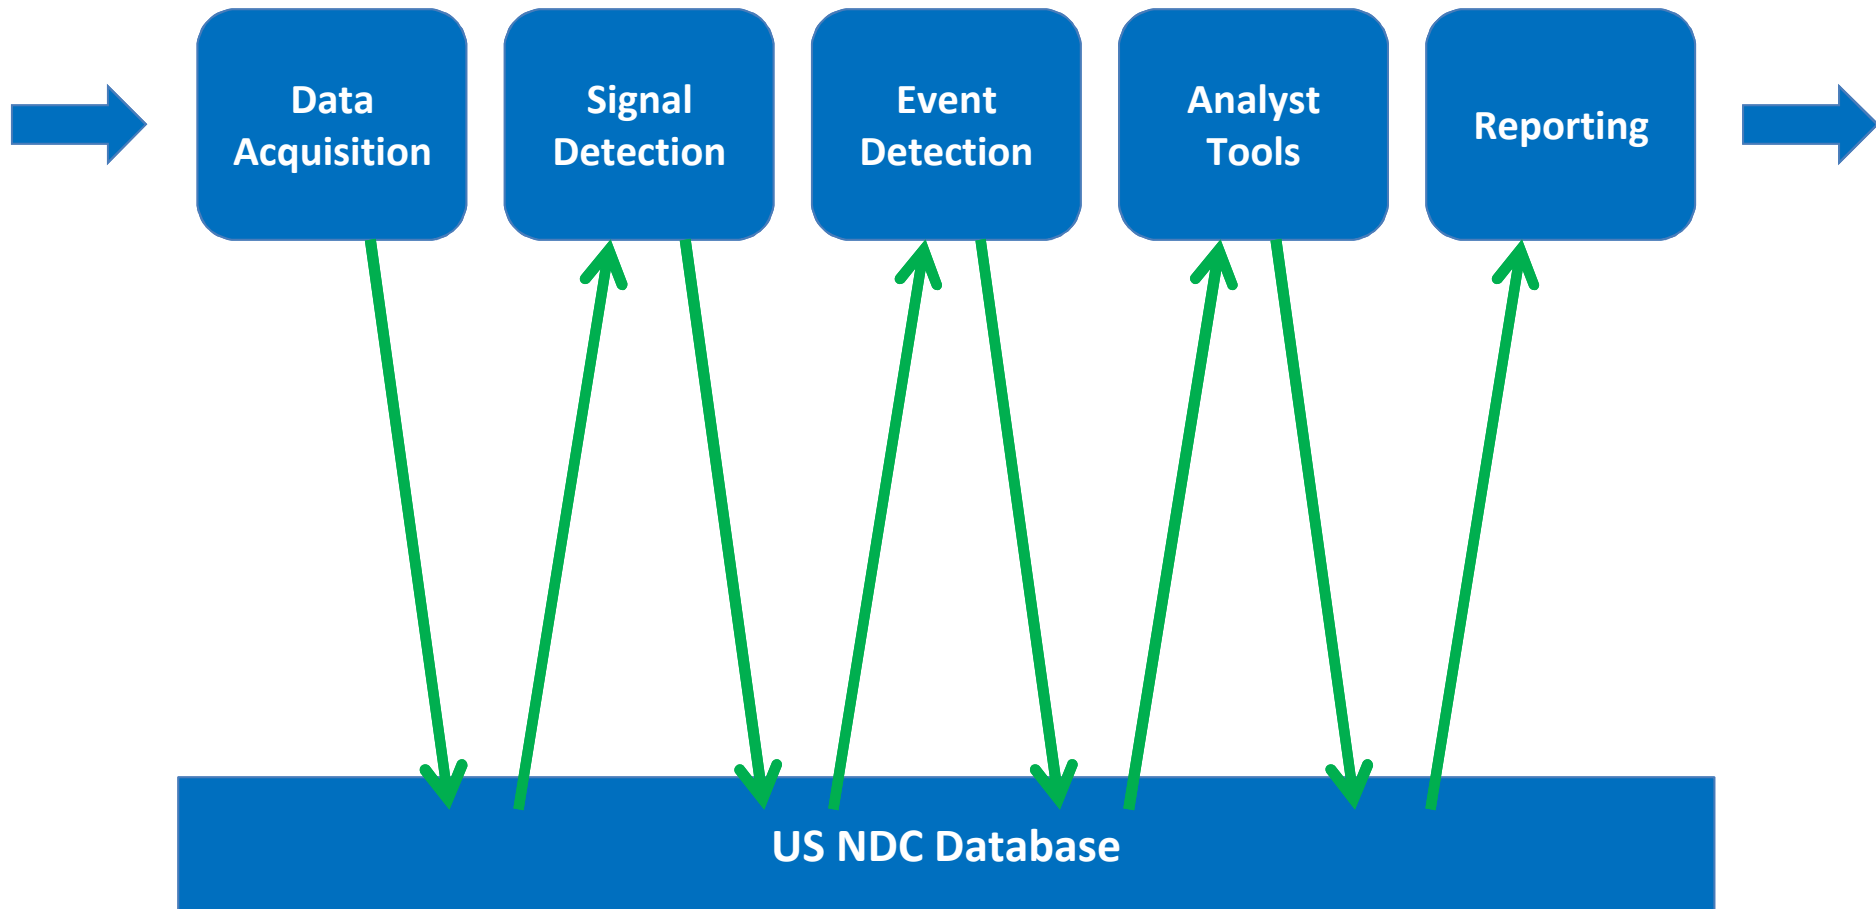 Data
Acquisition
Signal
Detection
Event
Detection
Analyst
Tools
Reporting
US NDC Database